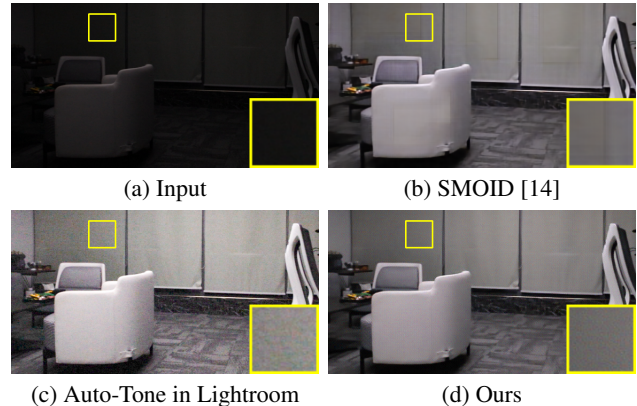 (a) Input
(b) SMOID [14]
(c) Auto-Tone in Lightroom
(d) Ours